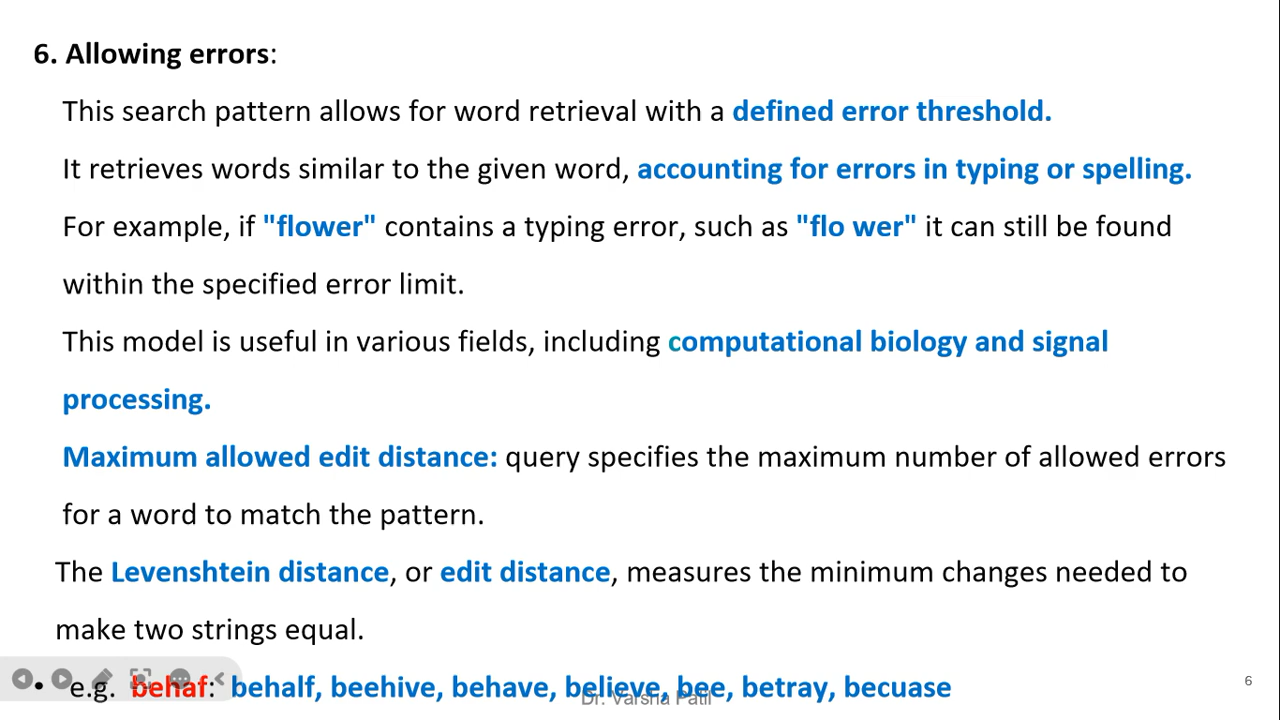 6. Allowing errors:
This search pattern allows for word retrieval with a defined error threshold.
It retrieves words similar to the given word, accounting for errors in typing or spelling.
For example, if "flower" contains a typing error, such as "flo wer" it can still be found
within the specified error limit.
This model is useful in various fields, including computational biology and signal
processing.
Maximum allowed edit distance: query specifies the maximum number of allowed errors
for a word to match the pattern.
The Levenshtein distance, or edit distance, measures the minimum changes needed to
make two strings equal.
• e.g. behaf: behalf, beehive, behave, believe, bee, betray, becuase
Dr. Varsha Patil
6